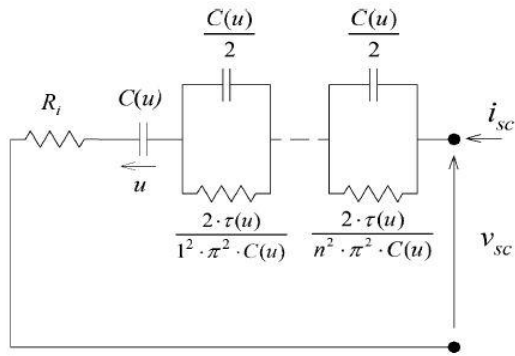 C(u)/2 C(u)/2
R_i C(u) i_sc
u
2·τ(u)/1²·π²·C(u) 2·τ(u)/n²·π²·C(u) v_sc